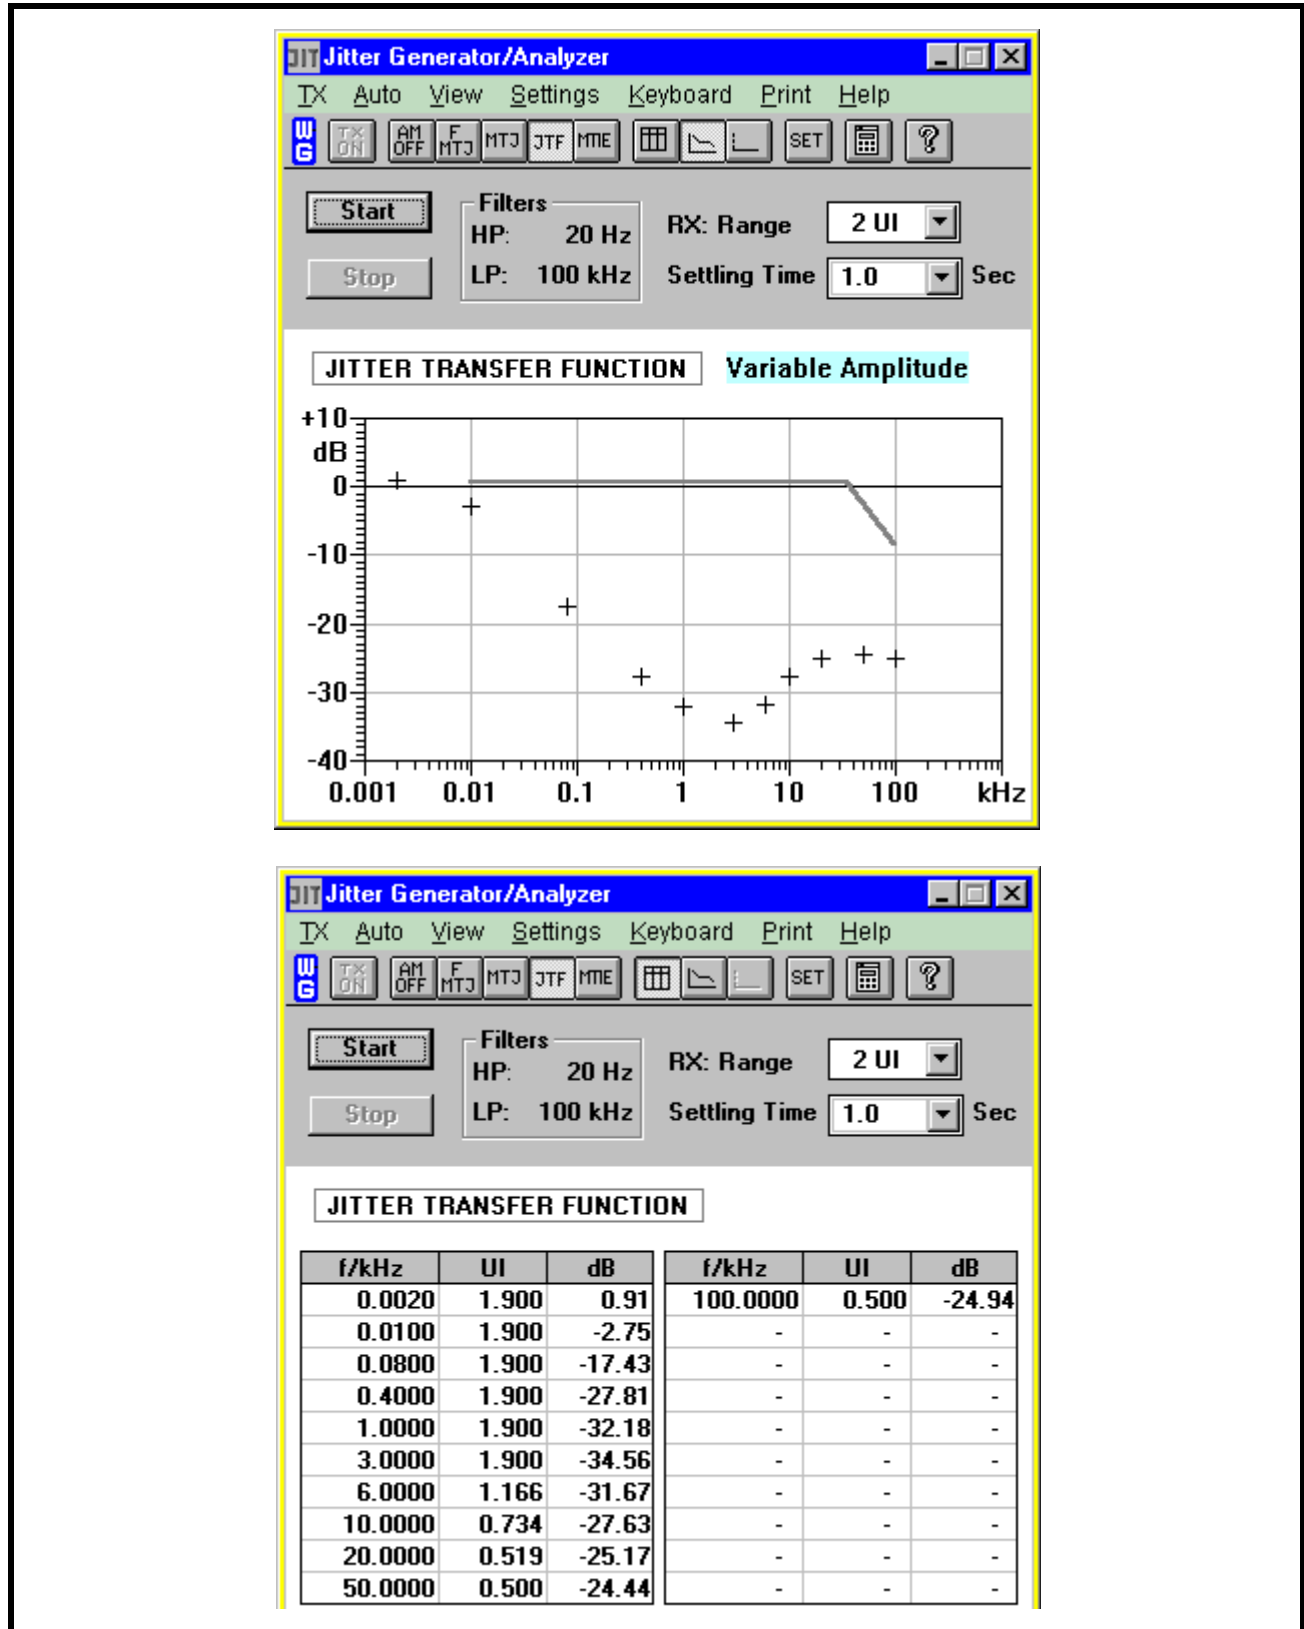 JIT Jitter Generator/Analyzer
TX Auto View Settings Keyboard Print Help
WG TX ON AM OFF F MTJ MTJ JTF MTIE SET ?
Start
Filters
HP: 20 Hz
RX: Range 2 UI
Stop
LP: 100 kHz
Settling Time 1.0 Sec
JITTER TRANSFER FUNCTION Variable Amplitude
+10
dB
0
-10
-20
-30
-40
0.001 0.01 0.1 1 10 100 kHz
JIT Jitter Generator/Analyzer
TX Auto View Settings Keyboard Print Help
WG TX ON AM OFF F MTJ MTJ JTF MTIE SET ?
Start
Filters
HP: 20 Hz
RX: Range 2 UI
Stop
LP: 100 kHz
Settling Time 1.0 Sec
JITTER TRANSFER FUNCTION
f/kHz UI dB f/kHz UI dB
0.0020 1.900 0.91 100.0000 0.500 -24.94
0.0100 1.900 -2.75 - - -
0.0800 1.900 -17.43 - - -
0.4000 1.900 -27.81 - - -
1.0000 1.900 -32.18 - - -
3.0000 1.900 -34.56 - - -
6.0000 1.166 -31.67 - - -
10.0000 0.734 -27.63 - - -
20.0000 0.519 -25.17 - - -
50.0000 0.500 -24.44 - - -